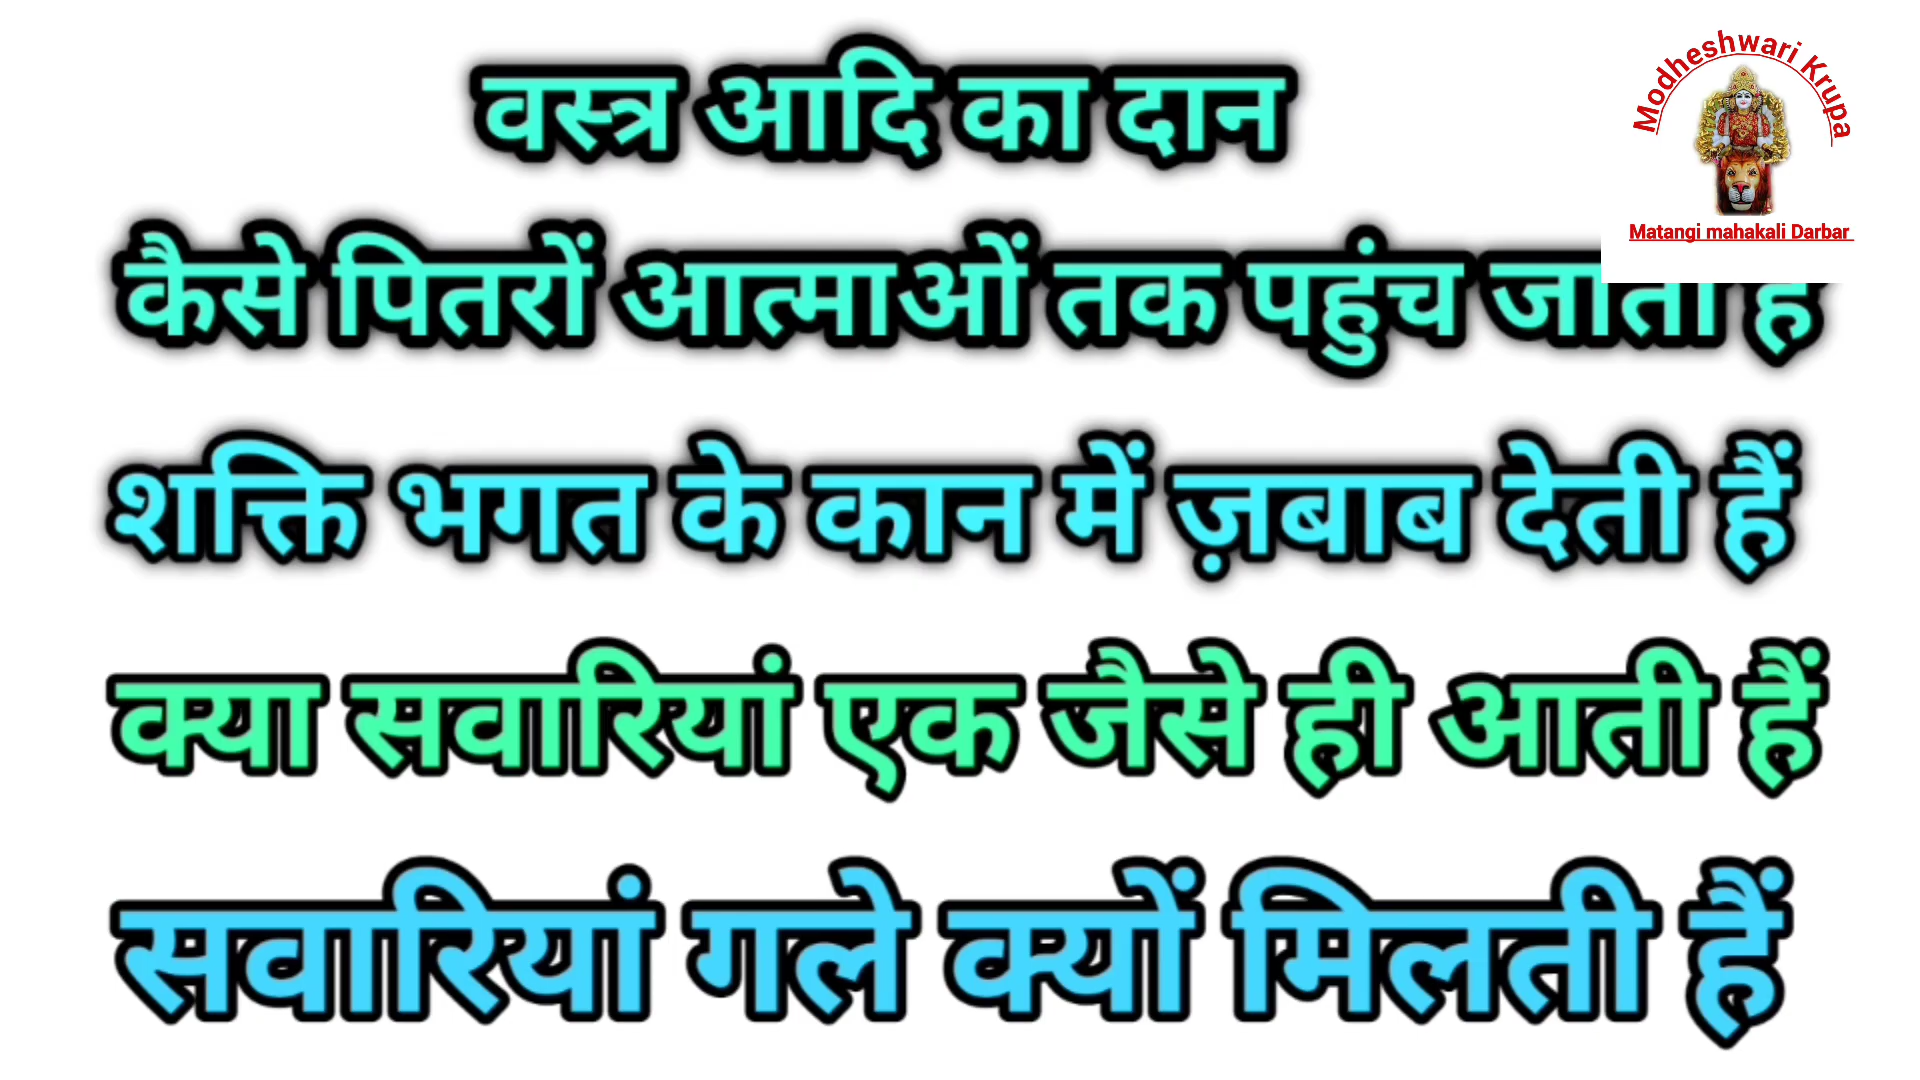 वस्त्र आदि का दान
Modheshwari Krupa
Matangi mahakali Darbar
कैसे पितरों आत्माओं तक पहुंच जाता है
शक्ति भगत के कान में ज़बाब देती हैं
क्या सवारियां एक जैसे ही आती हैं
सवारियां गले क्यों मिलती हैं